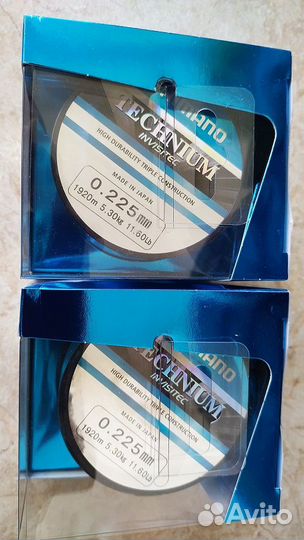 SHIMANO
TECHNIUM
INVISITEC
HIGH DURABILITY TRIPLE CONSTRUCTION
MADE IN JAPAN
0.225mm
1920m 5.30kg 11.60Lb
TECHNIUM
INVISITEC
HIGH DURABILITY TRIPLE CONSTRUCTION
MADE IN JAPAN
0.225mm
1920m 5.30kg 11.60Lb
Avito